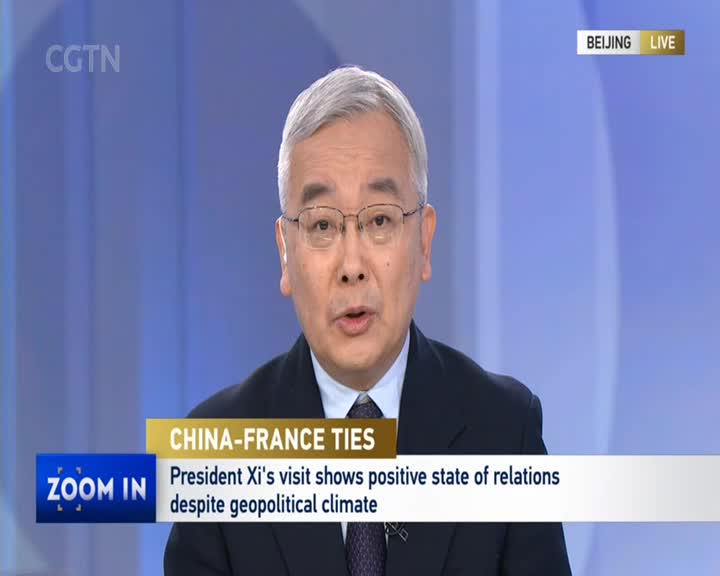 CGTN
BEIJING LIVE
CHINA-FRANCE TIES
ZOOM IN
President Xi's visit shows positive state of relations
despite geopolitical climate